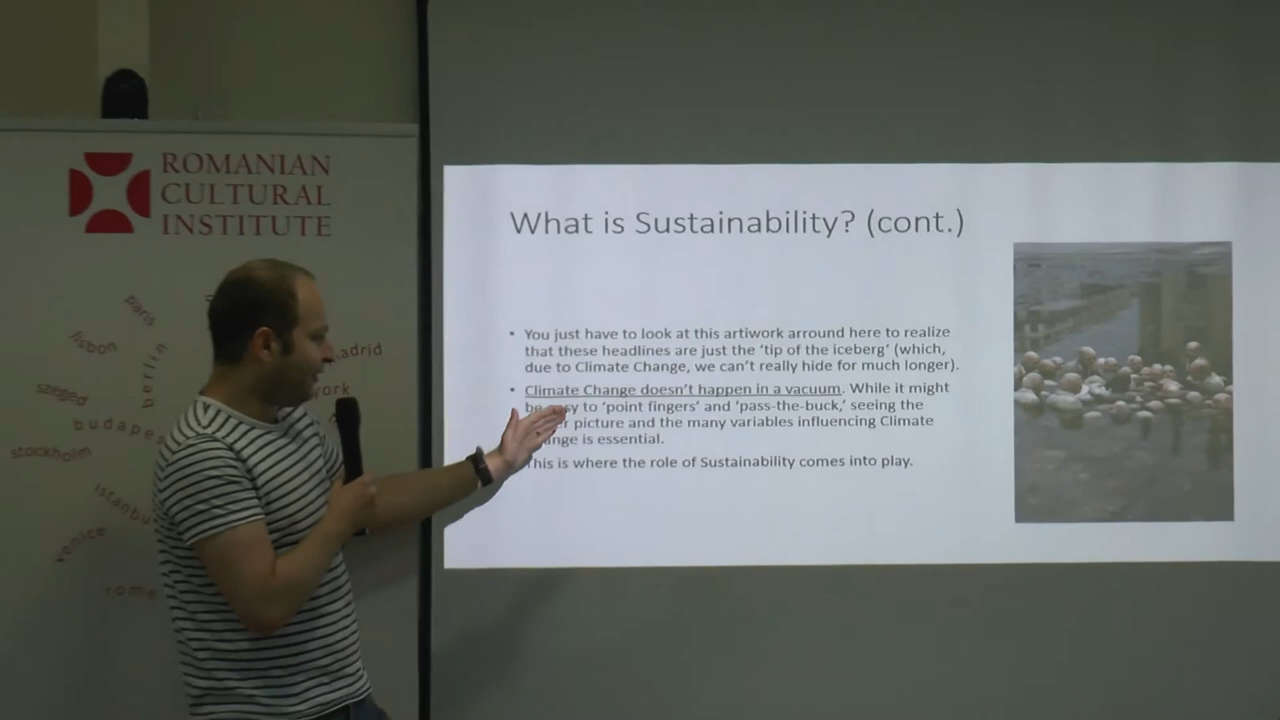 ROMANIAN
CULTURAL
INSTITUTE
paris
lisbon
berlin
madrid
szeged
budapes
stockholm
istanbu
venice
rome
york
What is Sustainability? (cont.)
• You just have to look at this artiwork arround here to realize
that these headlines are just the ‘tip of the iceberg’ (which,
due to Climate Change, we can’t really hide for much longer).
• Climate Change doesn’t happen in a vacuum. While it might
be easy to ‘point fingers’ and ‘pass-the-buck,’ seeing the
picture and the many variables influencing Climate
is essential.
This is where the role of Sustainability comes into play.